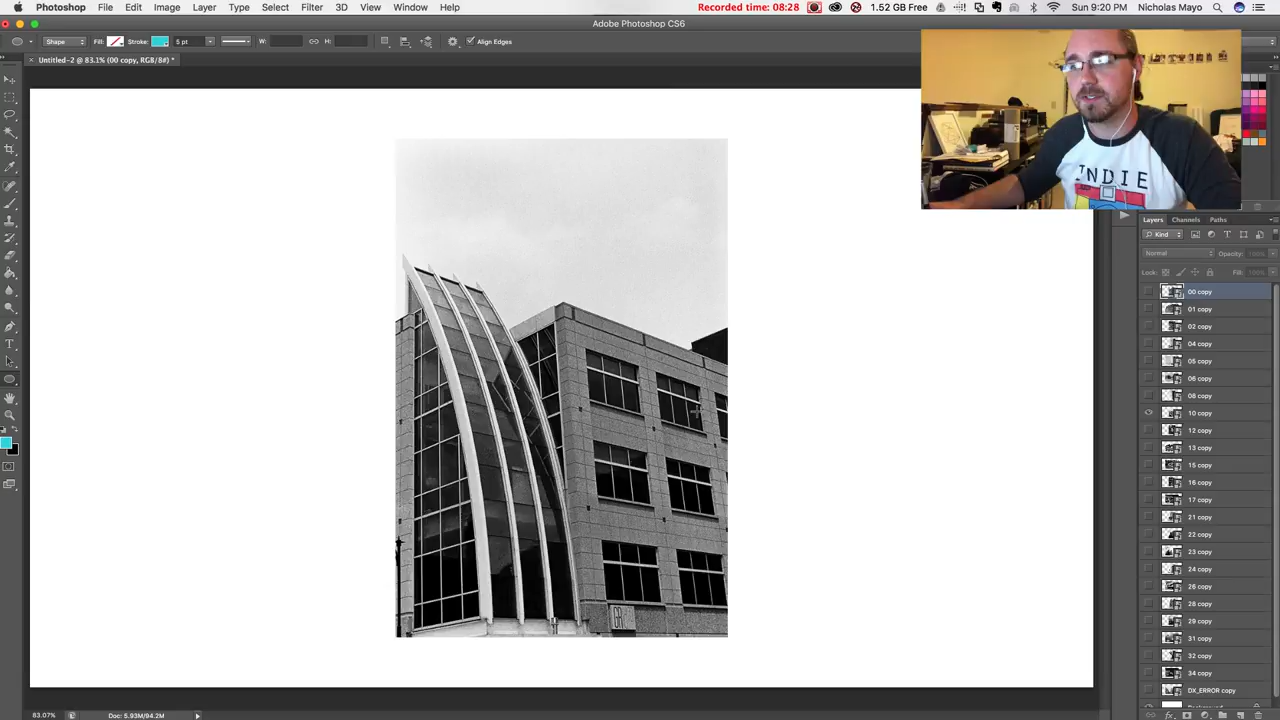 Photoshop File Edit Image Layer Type Select Filter 3D View Window Help Recorded time: 08:28 1.52 GB Free Sun 9:20 PM Nicholas Mayo
Adobe Photoshop CS6
Shape Fill: Stroke: 5 pt W: H: Align Edges
Untitled-2 @ 83.1% (00 copy, RGB/8#) *
INDIE
Layers Channels Paths
Kind
Normal Opacity: 100%
Lock: Fill: 100%
00 copy
01 copy
02 copy
04 copy
05 copy
06 copy
08 copy
10 copy
12 copy
13 copy
15 copy
16 copy
17 copy
21 copy
22 copy
23 copy
24 copy
26 copy
28 copy
29 copy
31 copy
32 copy
34 copy
DX_ERROR copy
Background
83.07% Doc: 5.93M/94.2M